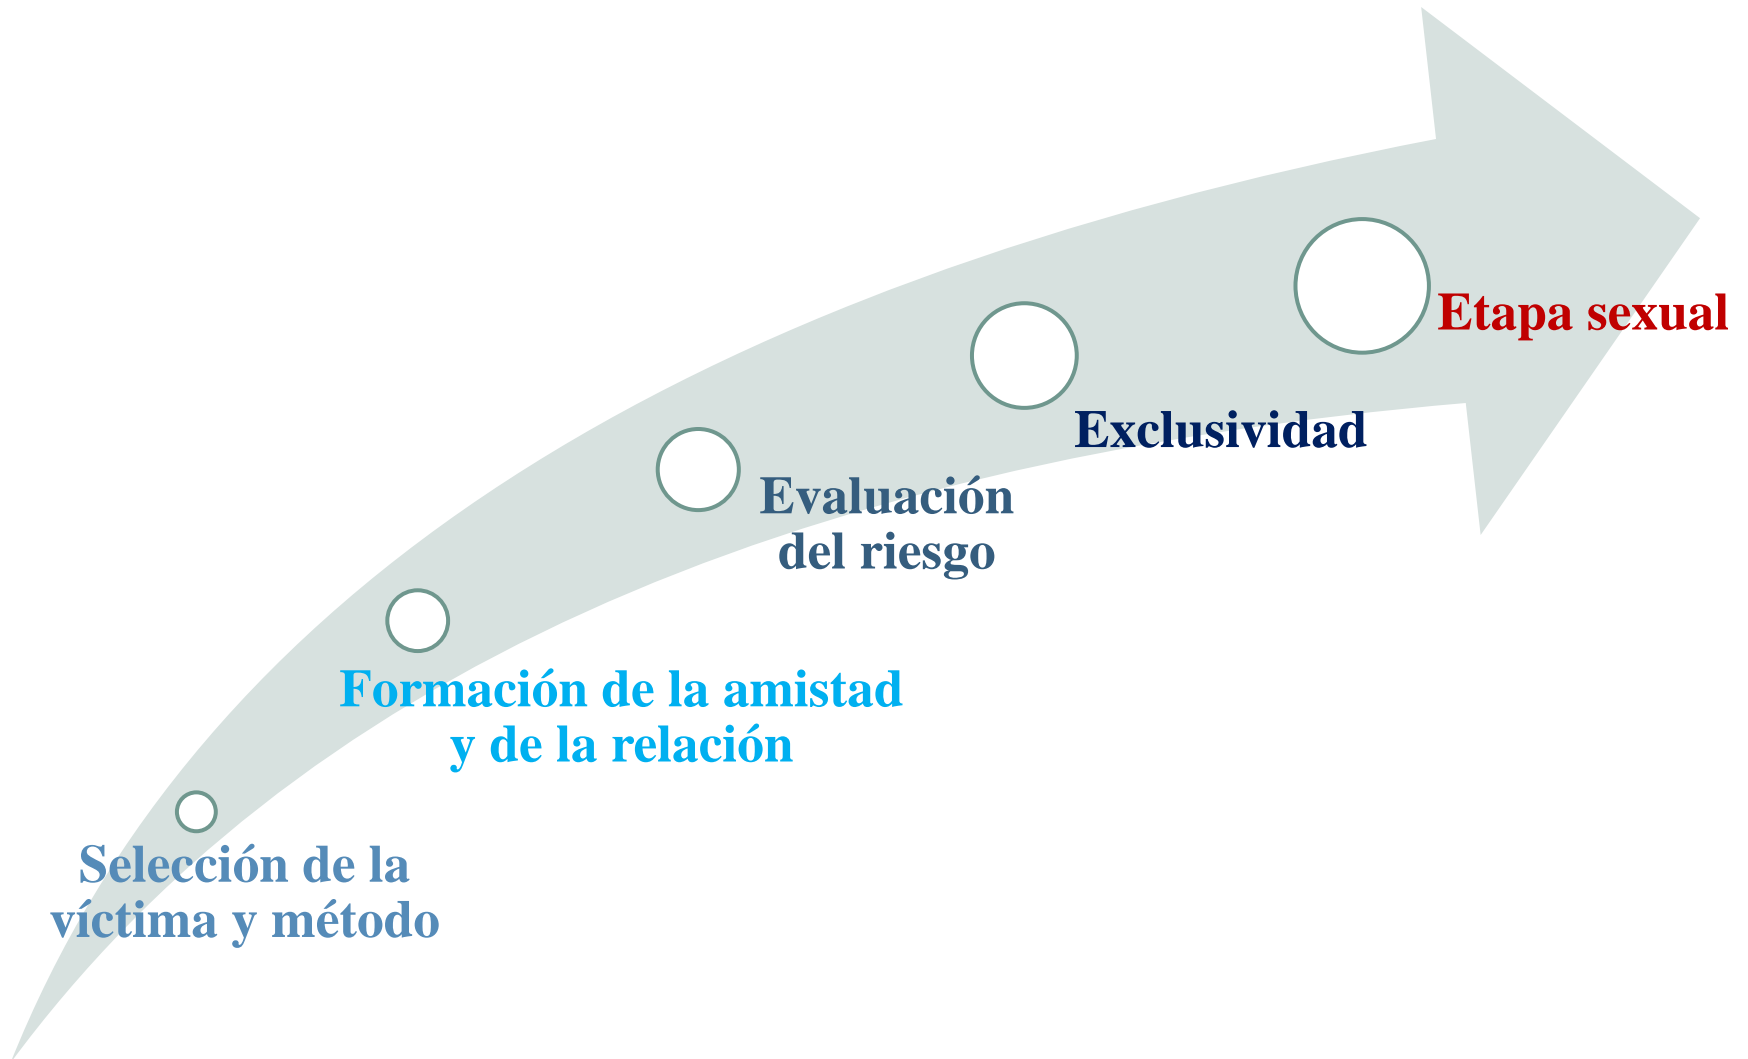 Etapa sexual
Exclusividad
Evaluación
del riesgo
Formación de la amistad
y de la relación
Selección de la
víctima y método